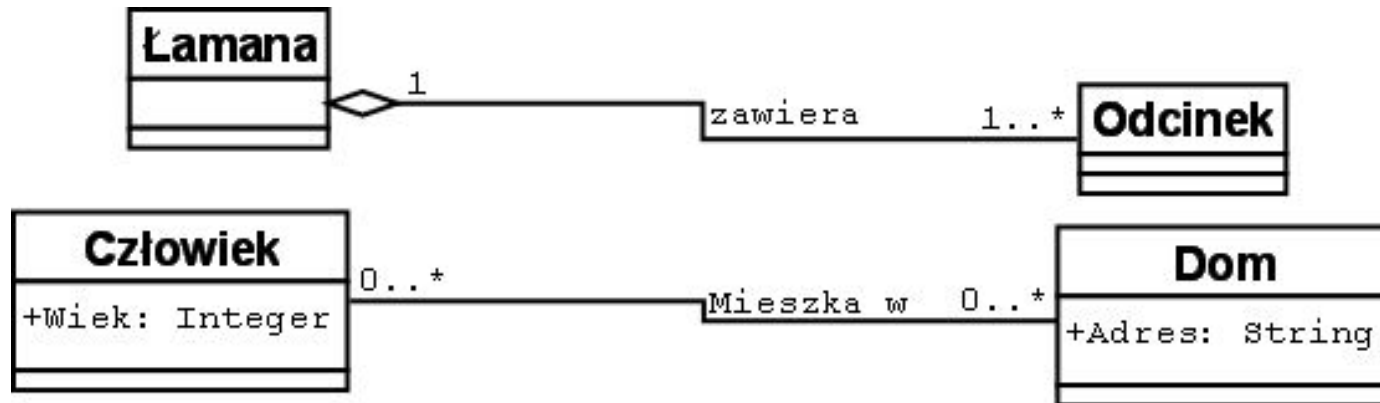 Łamana
1
zawiera
1..*
Odcinek
Człowiek
+Wiek: Integer
0..*
Mieszka w
0..*
Dom
+Adres: String